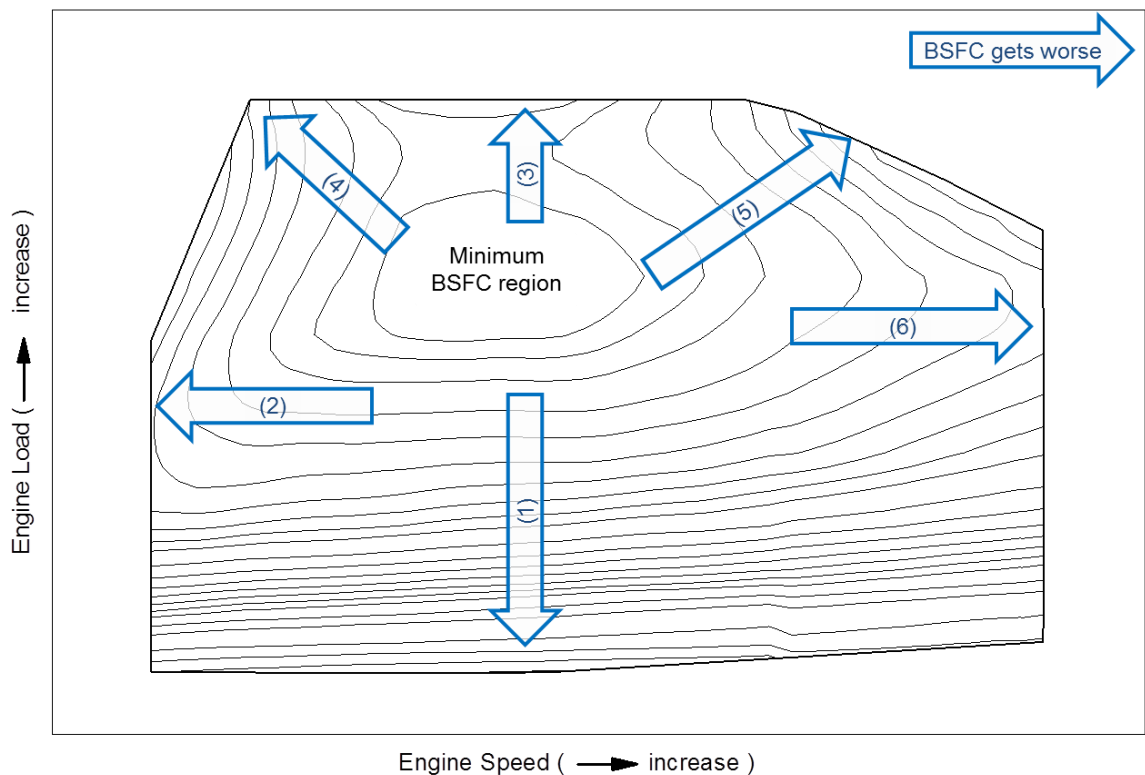 BSFC gets worse
(4)
(3)
(5)
Minimum
BSFC region
(6)
(2)
(1)
Engine Load ( increase )
Engine Speed ( increase )